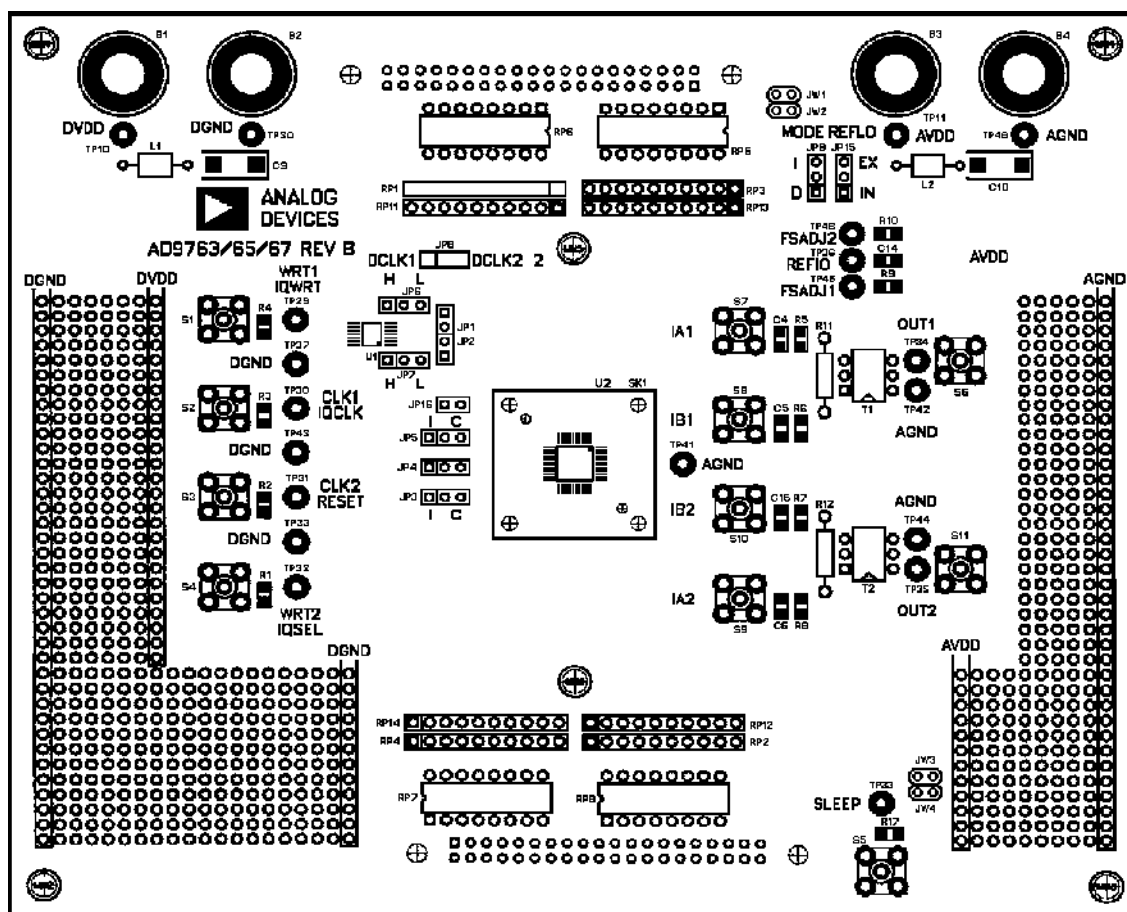 B1
B2
B3
B4
DVDD
TP10
DGND
TP30
L1
C9
JW1
JW2
TP11
AVDD
TP48
AGND
MODE REFLO
JP9
JP15
I
EX
D
IN
L2
C10
RP6
RP5
RP1
RP11
RP3
RP13
ANALOG
DEVICES
AD9763/65/67 REV B
JP8
DCLK1
DCLK2 2
H L
JP6
JP1
JP2
U1
JP7
H L
FSADJ2
R10
REFIO
C14
FSADJ1
R9
AVDD
DGND
DVDD
AGND
WRT1
IQWRT
TP29
S1
R4
TP37
DGND
TP30
S2
R3
CLK1
IQCLK
TP43
DGND
TP31
S3
R2
CLK2
RESET
TP33
DGND
TP32
S4
R1
WRT2
IQSEL
DGND
JP16
I C
JP5
JP4
JP3
I C
U2
SK1
S7
IA1
C4
R5
R11
OUT1
TP34
S6
T1
TP42
AGND
S8
IB1
C5
R6
TP41
AGND
IB2
S10
C15
R7
R12
AGND
TP44
S11
T2
TP35
OUT2
IA2
S9
C6
R8
AVDD
RP14
RP4
RP12
RP2
RP7
RP8
JW3
JW4
SLEEP
TP33
R17
S5